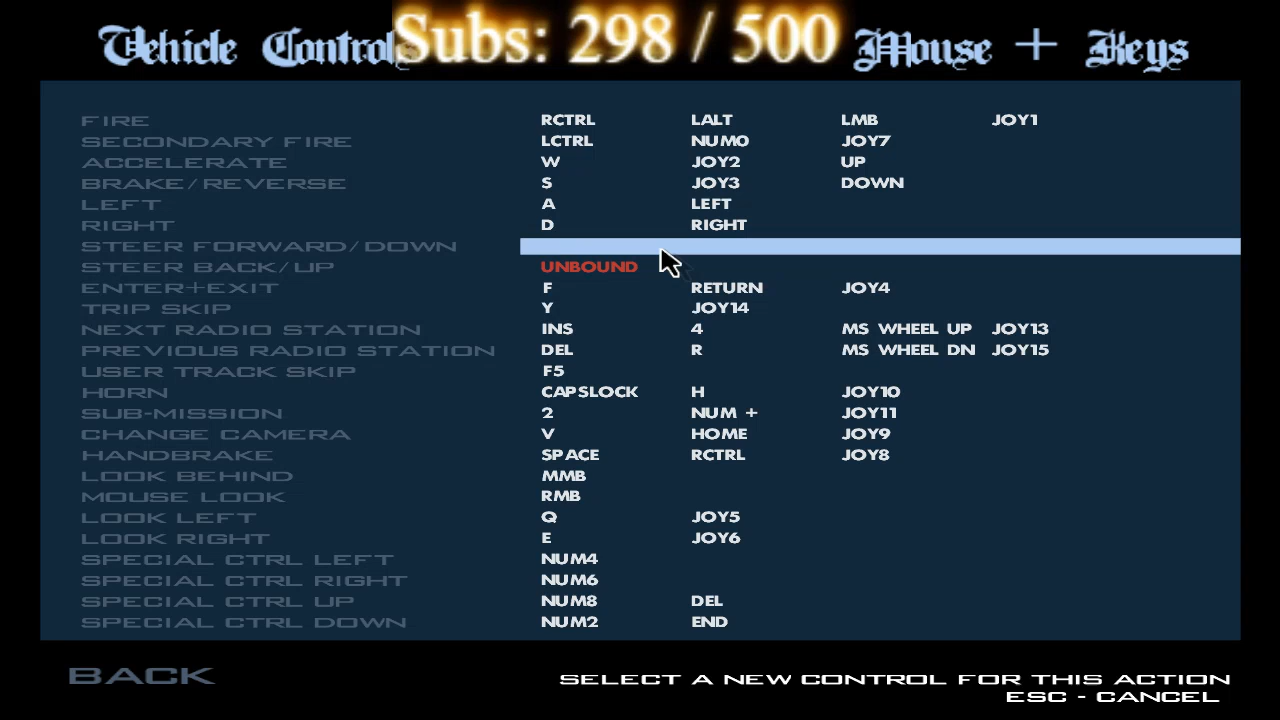 Vehicle Controls Subs: 298 / 500 Mouse + Keys
FIRE RCTRL LALT LMB JOY1
SECONDARY FIRE LCTRL NUM0 JOY7
ACCELERATE W JOY2 UP
BRAKE/REVERSE S JOY3 DOWN
LEFT A LEFT
RIGHT D RIGHT
STEER FORWARD/DOWN
STEER BACK/UP UNBOUND
ENTER+EXIT F RETURN JOY4
TRIP SKIP Y JOY14
NEXT RADIO STATION INS 4 MS WHEEL UP JOY13
PREVIOUS RADIO STATION DEL R MS WHEEL DN JOY15
USER TRACK SKIP F5
HORN CAPSLOCK H JOY10
SUB-MISSION 2 NUM + JOY11
CHANGE CAMERA V HOME JOY9
HANDBRAKE SPACE RCTRL JOY8
LOOK BEHIND MMB
MOUSE LOOK RMB
LOOK LEFT Q JOY5
LOOK RIGHT E JOY6
SPECIAL CTRL LEFT NUM4
SPECIAL CTRL RIGHT NUM6
SPECIAL CTRL UP NUM8 DEL
SPECIAL CTRL DOWN NUM2 END
BACK SELECT A NEW CONTROL FOR THIS ACTION
ESC - CANCEL